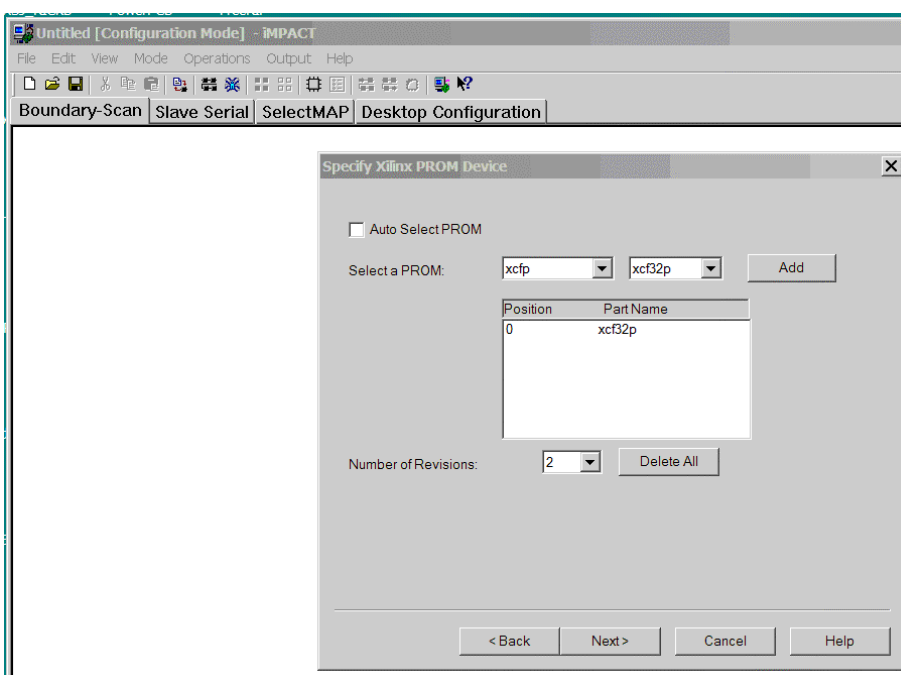 Untitled [Configuration Mode] - iMPACT
File Edit View Mode Operations Output Help
Boundary-Scan Slave Serial SelectMAP Desktop Configuration
Specify Xilinx PROM Device
Auto Select PROM
Select a PROM: xcfp xcf32p Add
Position Part Name
0 xcf32p
Number of Revisions: 2 Delete All
< Back Next > Cancel Help